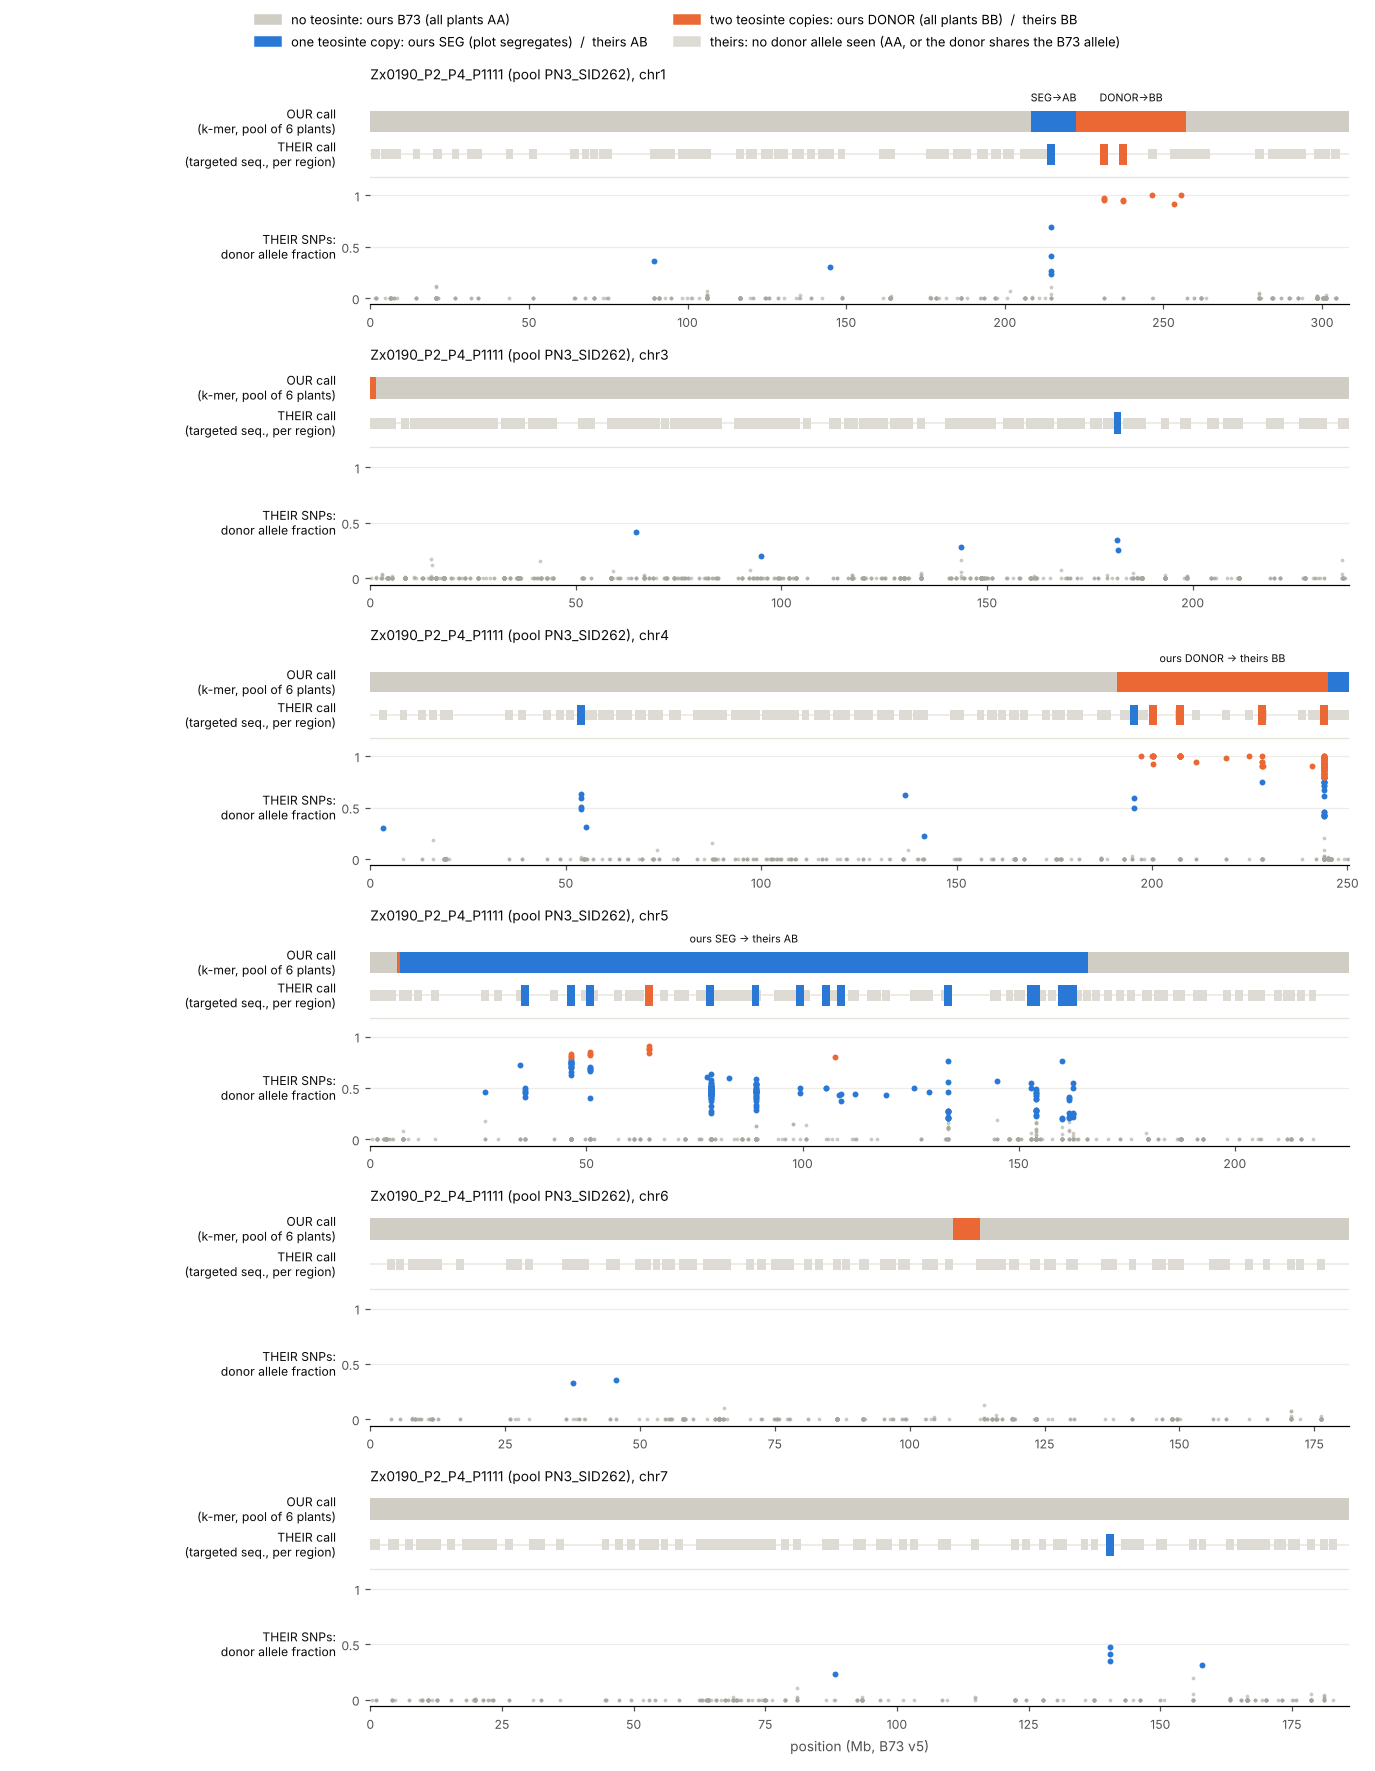 no teosinte: ours B73 (all plants AA)
one teosinte copy: ours SEG (plot segregates) / theirs AB
two teosinte copies: ours DONOR (all plants BB) / theirs BB
theirs: no donor allele seen (AA, or the donor shares the B73 allele)
Zx0190_P2_P4_P1111 (pool PN3_SID262), chr1
SEG→AB DONOR→BB
OUR call
(k-mer, pool of 6 plants)
THEIR call
(targeted seq., per region)
1
THEIR SNPs:
donor allele fraction
0.5
0
0 50 100 150 200 250 300
Zx0190_P2_P4_P1111 (pool PN3_SID262), chr3
OUR call
(k-mer, pool of 6 plants)
THEIR call
(targeted seq., per region)
1
THEIR SNPs:
donor allele fraction
0.5
0
0 50 100 150 200
Zx0190_P2_P4_P1111 (pool PN3_SID262), chr4
ours DONOR → theirs BB
OUR call
(k-mer, pool of 6 plants)
THEIR call
(targeted seq., per region)
1
THEIR SNPs:
donor allele fraction
0.5
0
0 50 100 150 200 250
Zx0190_P2_P4_P1111 (pool PN3_SID262), chr5
ours SEG → theirs AB
OUR call
(k-mer, pool of 6 plants)
THEIR call
(targeted seq., per region)
1
THEIR SNPs:
donor allele fraction
0.5
0
0 50 100 150 200
Zx0190_P2_P4_P1111 (pool PN3_SID262), chr6
OUR call
(k-mer, pool of 6 plants)
THEIR call
(targeted seq., per region)
1
THEIR SNPs:
donor allele fraction
0.5
0
0 25 50 75 100 125 150 175
Zx0190_P2_P4_P1111 (pool PN3_SID262), chr7
OUR call
(k-mer, pool of 6 plants)
THEIR call
(targeted seq., per region)
1
THEIR SNPs:
donor allele fraction
0.5
0
0 25 50 75 100 125 150 175
position (Mb, B73 v5)